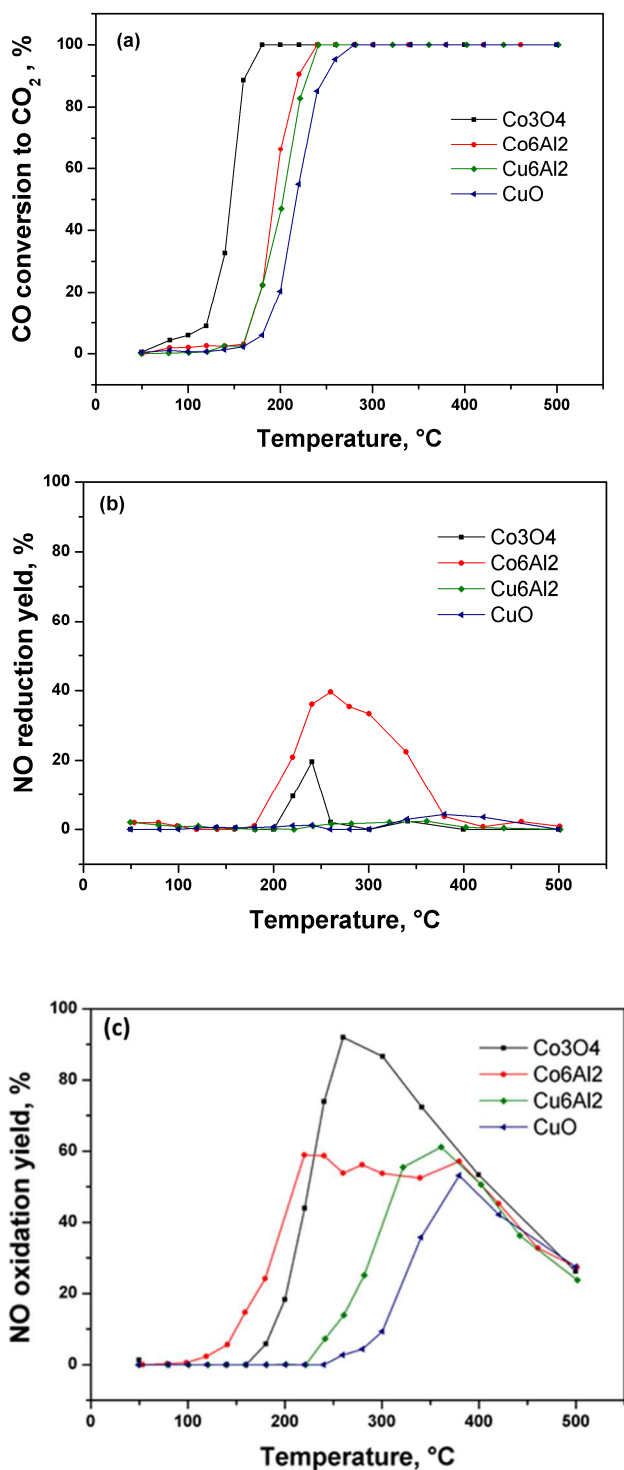 (a)
CO conversion to CO2 , %
100
80
60
40
20
0
Co3O4
Co6Al2
Cu6Al2
CuO
0 100 200 300 400 500
Temperature, °C
(b)
NO reduction yeld, %
100
80
60
40
20
0
Co3O4
Co6Al2
Cu6Al2
CuO
0 100 200 300 400 500
Temperature, °C
(c)
NO oxidation yield, %
100
80
60
40
20
0
Co3O4
Co6Al2
Cu6Al2
CuO
0 100 200 300 400 500
Temperature, °C